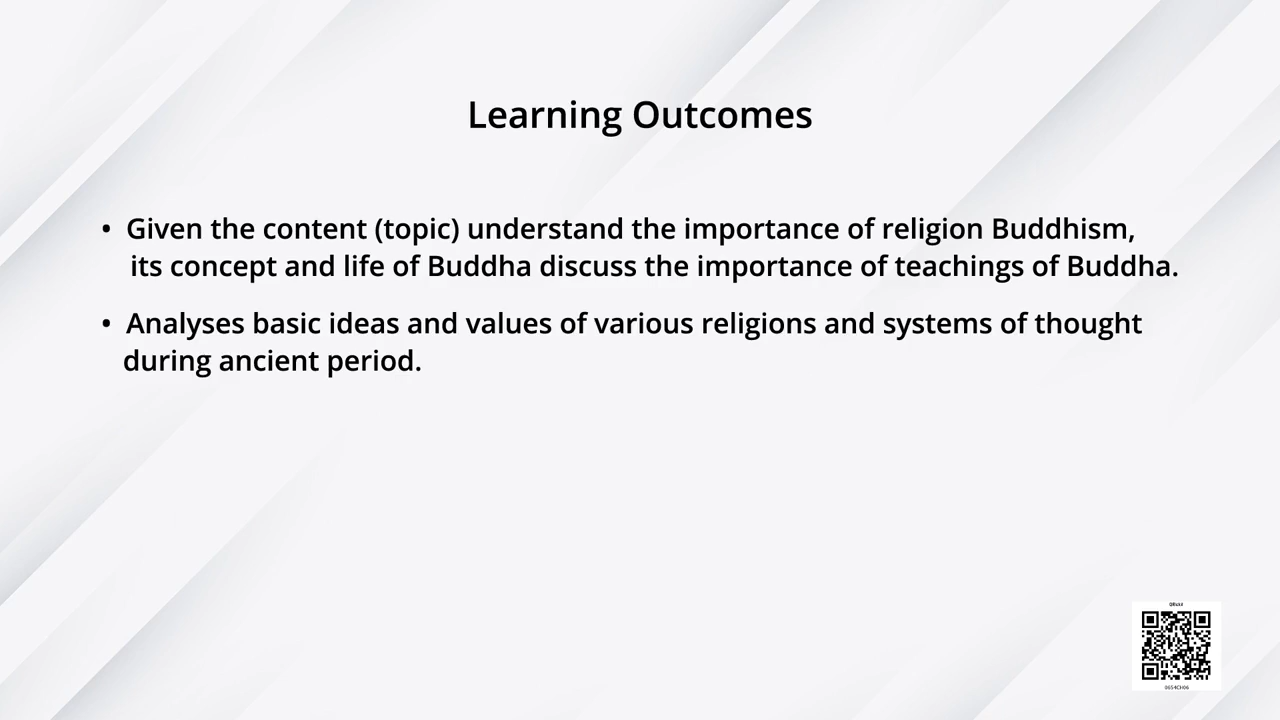 Learning Outcomes
• Given the content (topic) understand the importance of religion Buddhism,
its concept and life of Buddha discuss the importance of teachings of Buddha.
• Analyses basic ideas and values of various religions and systems of thought
during ancient period.
0654CH06